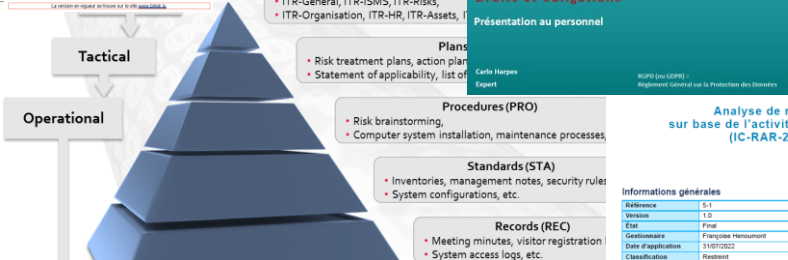 La version en vigueur se trouve sur le site www.itrust.lu
• ITR-General, ITR-ISMS, ITR-Risks,
• ITR-Organisation, ITR-HR, ITR-Assets,
Tactical
Plans
• Risk treatment plans, action plan
• Statement of applicability, list of
Operational
Procedures (PRO)
• Risk brainstorming,
• Computer system installation, maintenance processes,
Standards (STA)
• Inventories, management notes, security rules
• System configurations, etc.
Records (REC)
• Meeting minutes, visitor registration
• System access logs, etc.
Droits et obligations
Présentation au personnel
Carlo Harpes
Expert
RGPD (ou GDPR) =
Règlement Général sur la Protection des Données
Analyse de
sur base de l'activit
(IC-RAR-2
Informations générales
Référence 5-1
Version 1.0
État Final
Gestionnaire Françoise Henoumont
Date d'application 31/07/2022
Classification Restreint